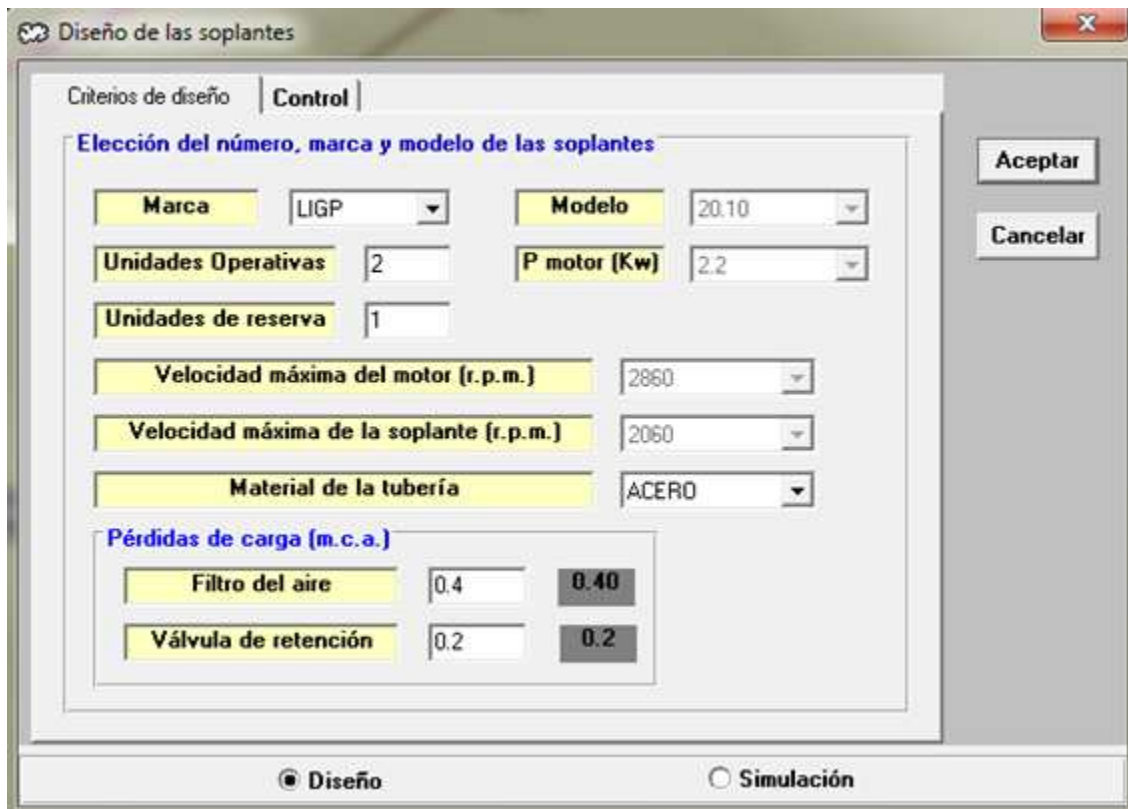 Diseño de las soplantes
Criterios de diseño Control
Elección del número, marca y modelo de las soplantes
Aceptar
Marca LIGP Modelo 20.10
Cancelar
Unidades Operativas 2 P motor (Kw) 2.2
Unidades de reserva 1
Velocidad máxima del motor (r.p.m.) 2860
Velocidad máxima de la soplante (r.p.m.) 2060
Material de la tubería ACERO
Pérdidas de carga (m.c.a.)
Filtro del aire 0.4 0.40
Válvula de retención 0.2 0.2
Diseño Simulación